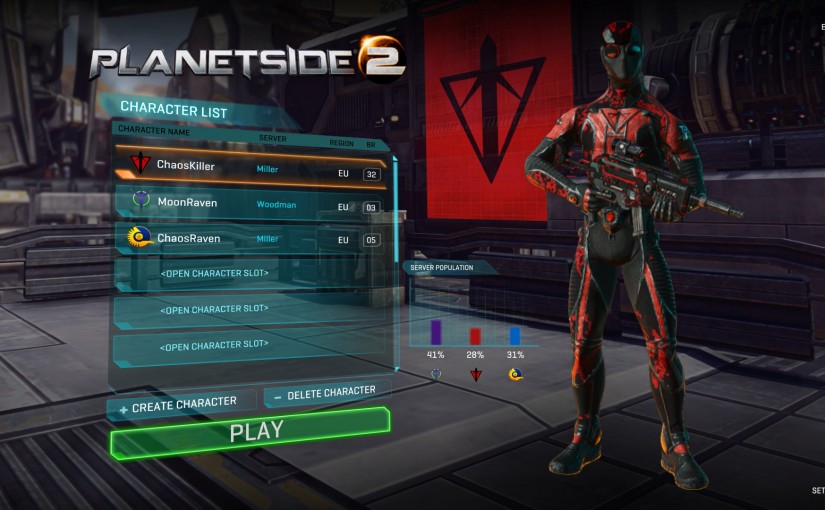 PLANETSIDE 2
CHARACTER LIST
CHARACTER NAME SERVER REGION BR
ChaosKiller Miller EU 32
MoonRaven Woodman EU 03
ChaosRaven Miller EU 05
<OPEN CHARACTER SLOT>
<OPEN CHARACTER SLOT>
<OPEN CHARACTER SLOT>
SERVER POPULATION
41% 28% 31%
+ CREATE CHARACTER - DELETE CHARACTER
PLAY
SET